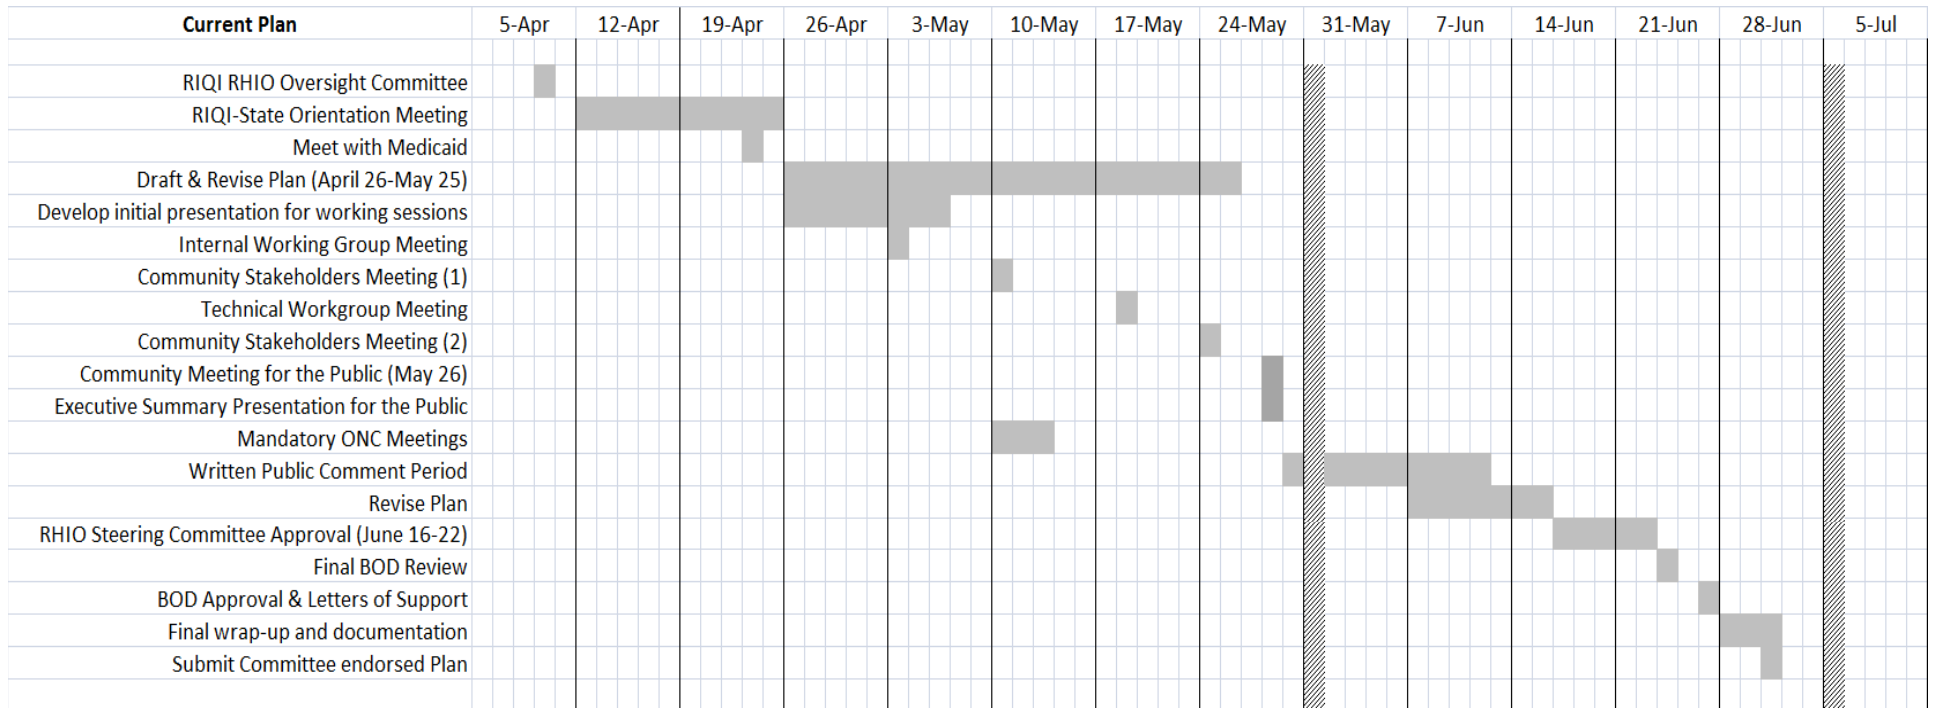 Current Plan 5-Apr 12-Apr 19-Apr 26-Apr 3-May 10-May 17-May 24-May 31-May 7-Jun 14-Jun 21-Jun 28-Jun 5-Jul
RIQI RHIO Oversight Committee
RIQI-State Orientation Meeting
Meet with Medicaid
Draft & Revise Plan (April 26-May 25)
Develop initial presentation for working sessions
Internal Working Group Meeting
Community Stakeholders Meeting (1)
Technical Workgroup Meeting
Community Stakeholders Meeting (2)
Community Meeting for the Public (May 26)
Executive Summary Presentation for the Public
Mandatory ONC Meetings
Written Public Comment Period
Revise Plan
RHIO Steering Committee Approval (June 16-22)
Final BOD Review
BOD Approval & Letters of Support
Final wrap-up and documentation
Submit Committee endorsed Plan